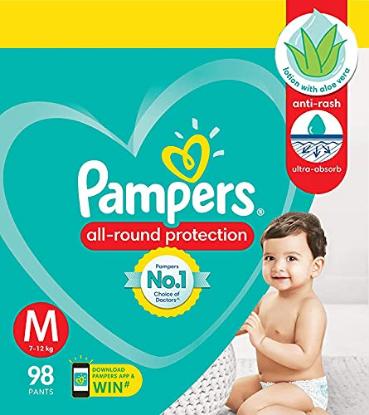 lotion with aloe vera
anti-rash
ultra-absorb
Pampers®
all-round protection
Pampers
No.1
Choice of
Doctors^
M
7-12 kg
98
PANTS
DOWNLOAD
PAMPERS APP &
WIN#